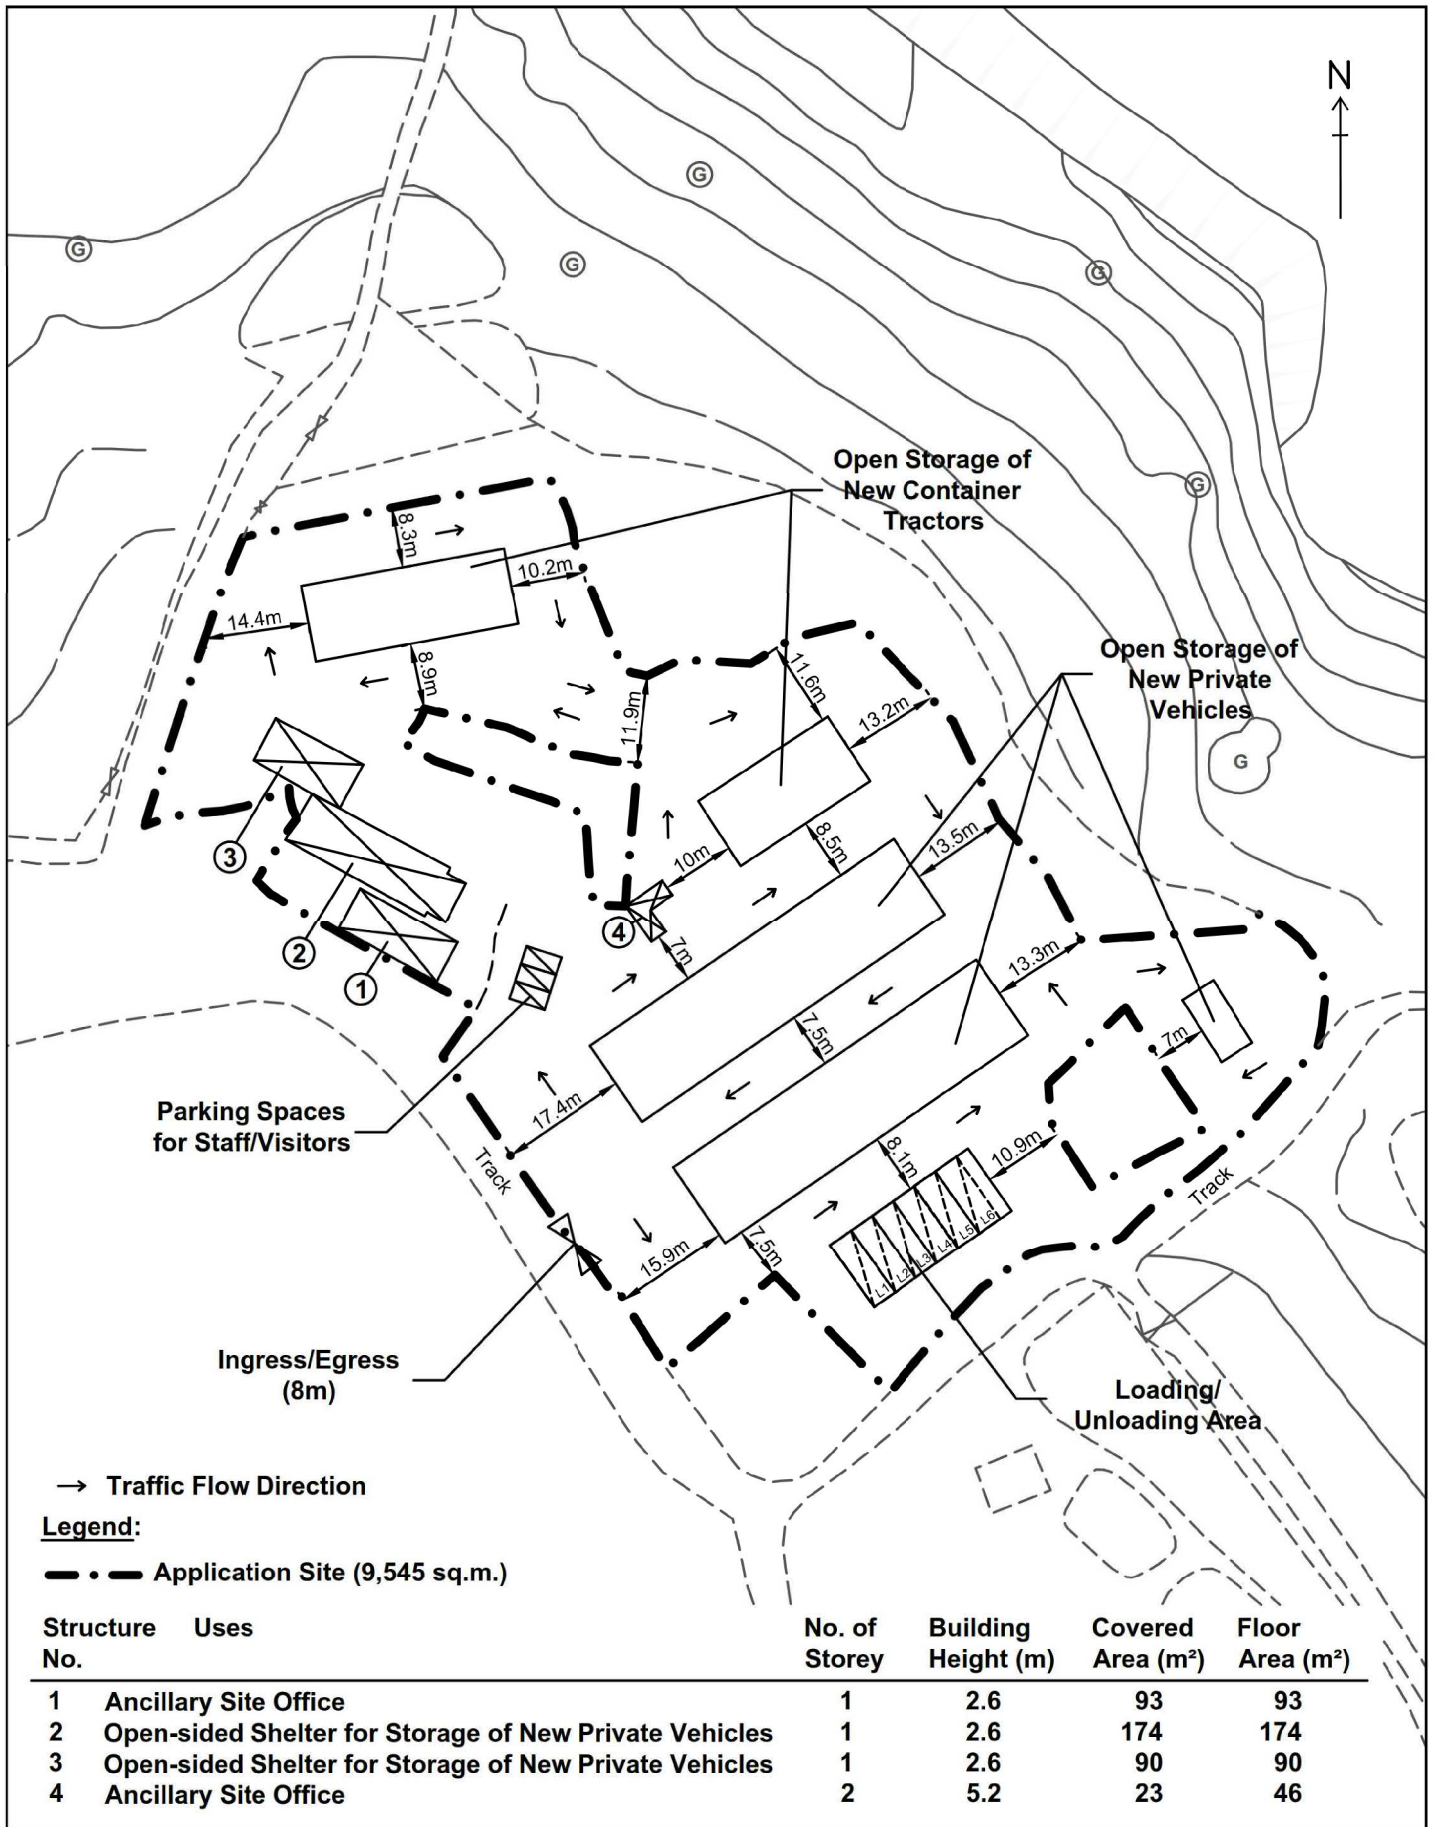 N
G
G
G
G
G
G
Open Storage of
New Container
Tractors
8.3m
10.2m
14.4m
8.9m
11.9m
11.6m
13.2m
Open Storage of
New Private
Vehicles
8.5m
13.5m
10m
3
2
1
4
7m
13.3m
7.5m
7m
17.4m
Parking Spaces
for Staff/Visitors
Track
8.1m
10.9m
Track
L1
L2
L3
L4
L5
L6
15.9m
7.5m
Ingress/Egress
(8m)
Loading/
Unloading Area
Traffic Flow Direction
Legend:
Application Site (9,545 sq.m.)
Structure Uses No. of Building Covered Floor
No. Storey Height (m) Area (m²) Area (m²)
1 Ancillary Site Office 1 2.6 93 93
2 Open-sided Shelter for Storage of New Private Vehicles 1 2.6 174 174
3 Open-sided Shelter for Storage of New Private Vehicles 1 2.6 90 90
4 Ancillary Site Office 2 5.2 23 46